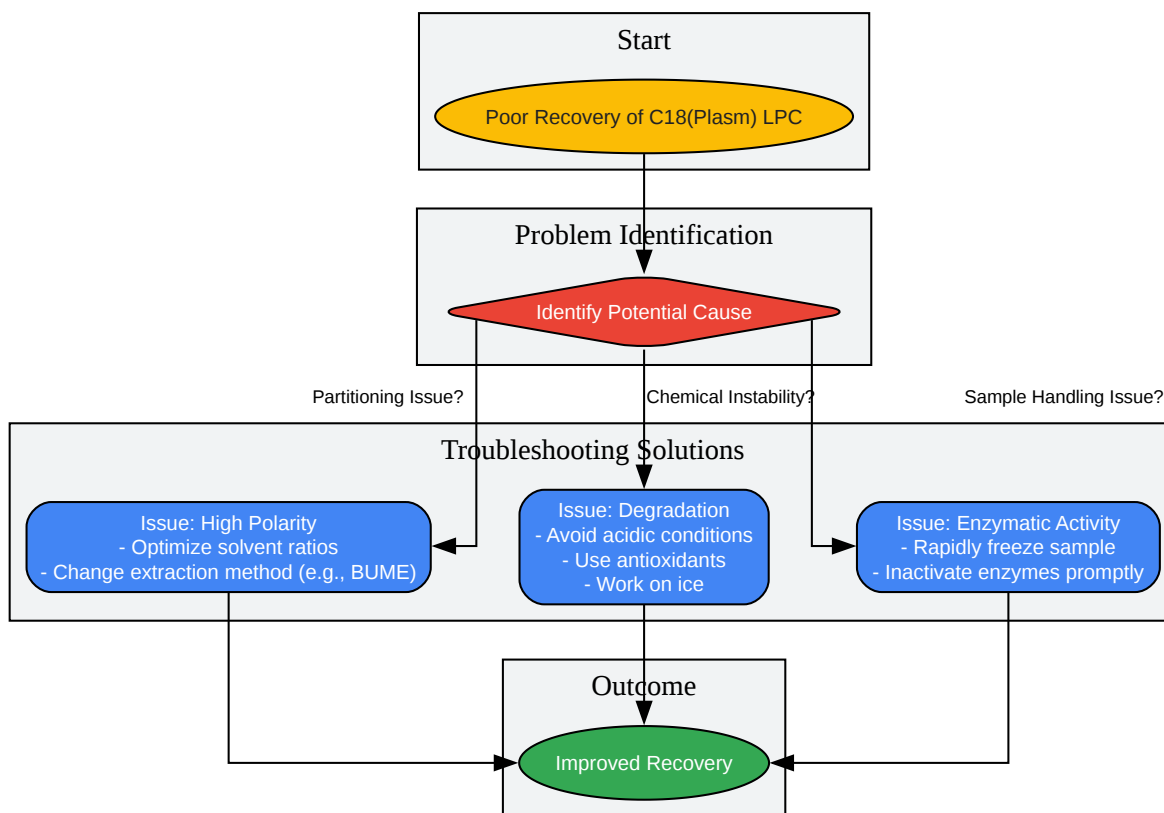 Start
Poor Recovery of C18(Plasm) LPC
Problem Identification
Identify Potential Cause
Partitioning Issue?
Chemical Instability?
Sample Handling Issue?
Troubleshooting Solutions
Issue: High Polarity
- Optimize solvent ratios
- Change extraction method (e.g., BUME)
Issue: Degradation
- Avoid acidic conditions
- Use antioxidants
- Work on ice
Issue: Enzymatic Activity
- Rapidly freeze sample
- Inactivate enzymes promptly
Outcome
Improved Recovery